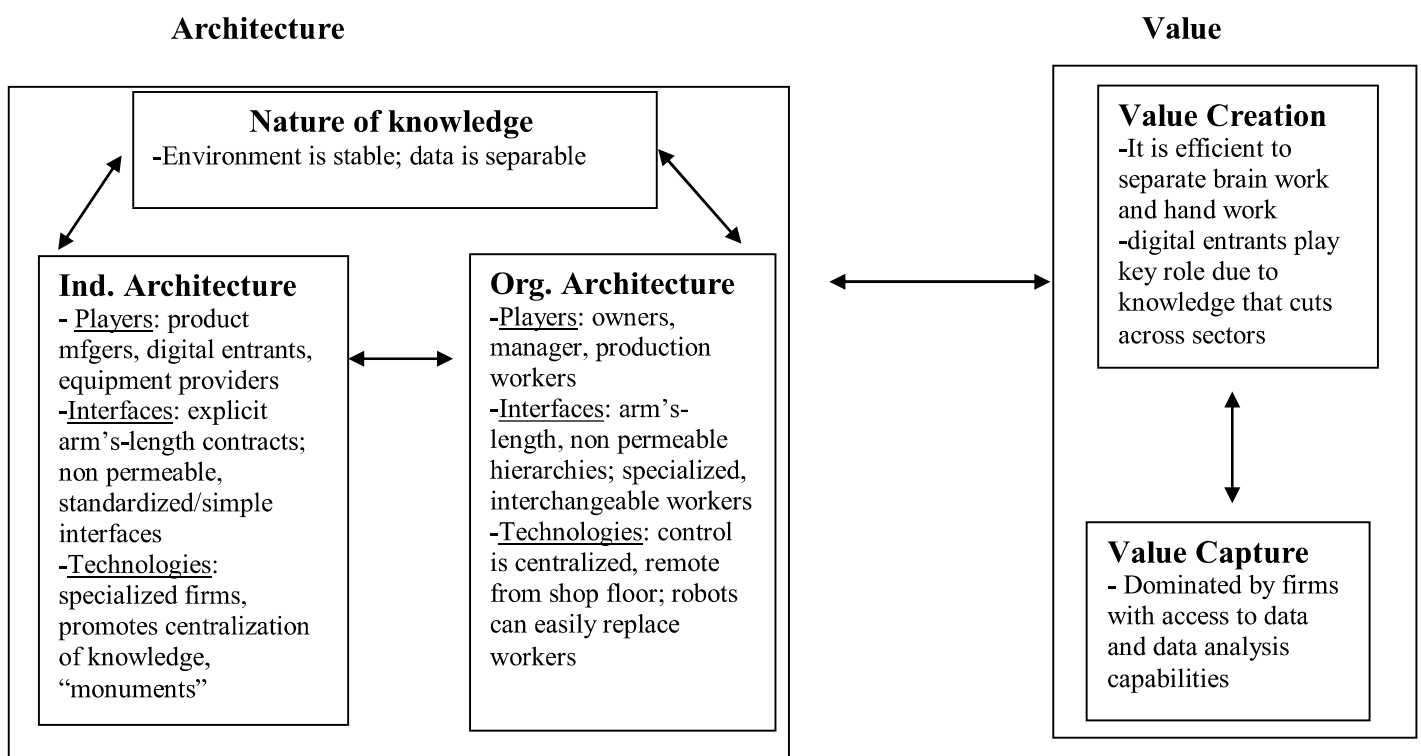 Architecture
Value
Nature of knowledge
-Environment is stable; data is separable
Ind. Architecture
- Players: product
mfgers, digital entrants,
equipment providers
-Interfaces: explicit
arm’s-length contracts;
non permeable,
standardized/simple
interfaces
-Technologies:
specialized firms,
promotes centralization
of knowledge,
“monuments”
Org. Architecture
-Players: owners,
manager, production
workers
-Interfaces: arm’s-
length, non permeable
hierarchies; specialized,
interchangeable workers
-Technologies: control
is centralized, remote
from shop floor; robots
can easily replace
workers
Value Creation
-It is efficient to
separate brain work
and hand work
-digital entrants play
key role due to
knowledge that cuts
across sectors
Value Capture
- Dominated by firms
with access to data
and data analysis
capabilities